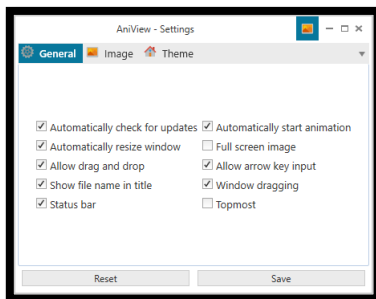 AniView - Settings
General Image Theme
Automatically check for updates Automatically start animation
Automatically resize window Full screen image
Allow drag and drop Allow arrow key input
Show file name in title Window dragging
Status bar Topmost
Reset Save